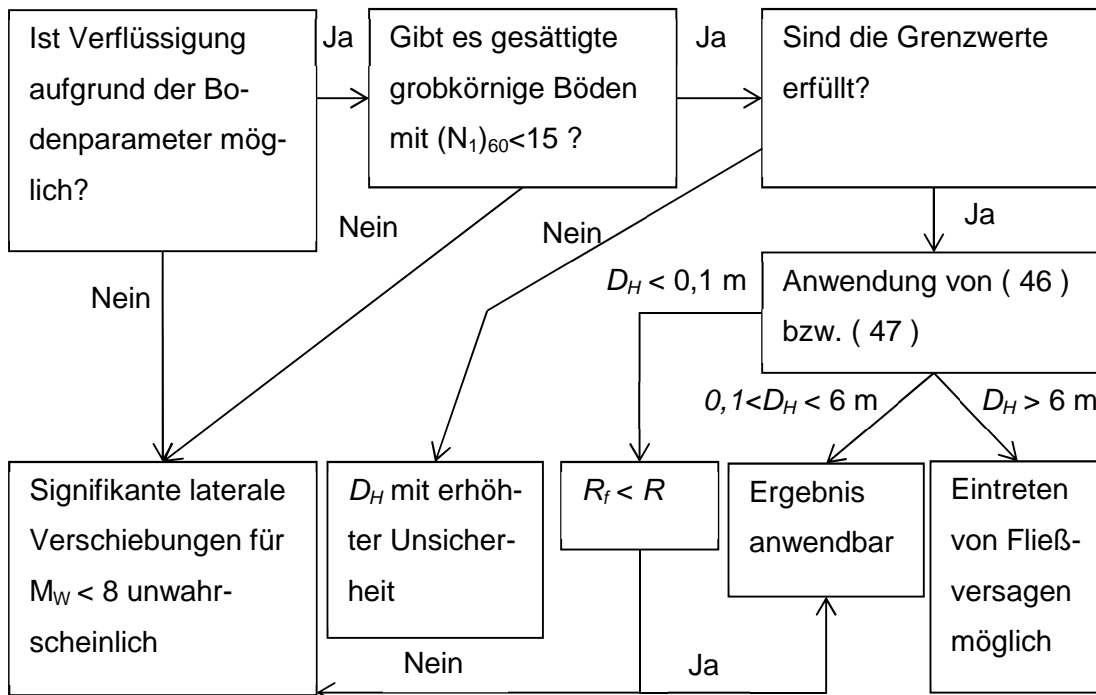 Ist Verflüssigung
aufgrund der Bo-
denparameter mög-
lich?
Ja
Gibt es gesättigte
grobkörnige Böden
mit (N1)60<15 ?
Ja
Sind die Grenzwerte
erfüllt?
Nein
Nein
Nein
Ja
DH < 0,1 m
Anwendung von ( 46 )
bzw. ( 47 )
0,1<DH < 6 m
DH > 6 m
Signifikante laterale
Verschiebungen für
MW < 8 unwahr-
scheinlich
DH mit erhöh-
ter Unsicher-
heit
Rf < R
Ergebnis
anwendbar
Eintreten
von Fließ-
versagen
möglich
Nein
Ja